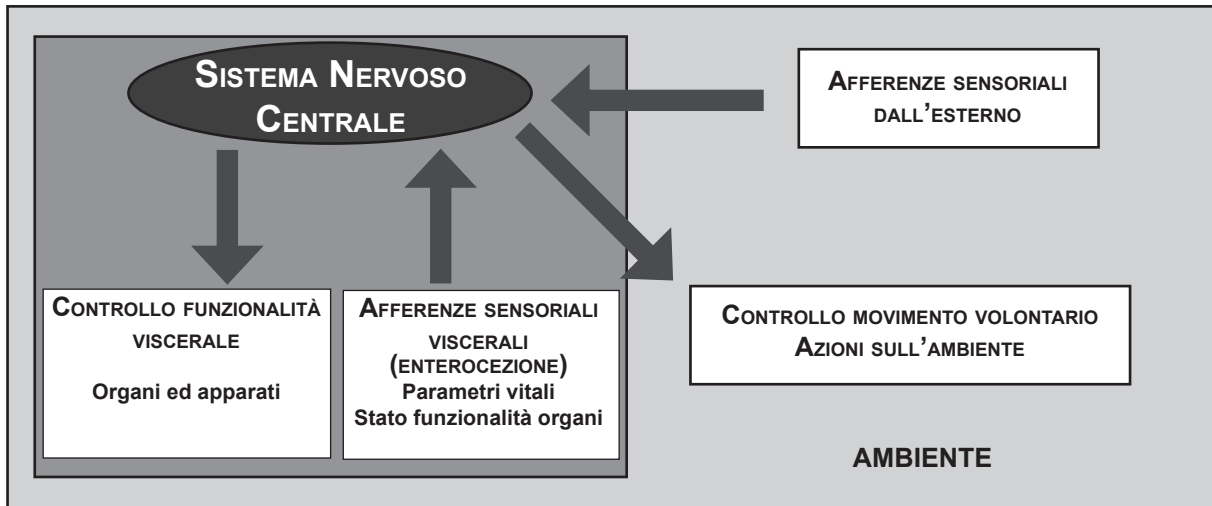 SISTEMA NERVOSO
CENTRALE
AFFERENZE SENSORIALI
DALL'ESTERNO
CONTROLLO FUNZIONALITÀ
VISCERALE
Organi ed apparati
AFFERENZE SENSORIALI
VISCERALI
(ENTEROCEZIONE)
Parametri vitali
Stato funzionalità organi
CONTROLLO MOVIMENTO VOLONTARIO
AZIONI SULL'AMBIENTE
AMBIENTE